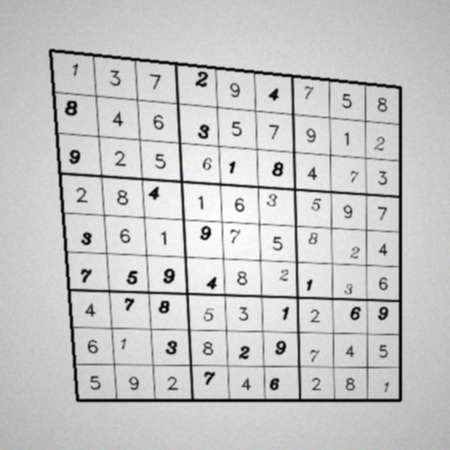 1 3 7 2 9 4 7 5 8
8 4 6 3 5 7 9 1 2
9 2 5 6 1 8 4 7 3
2 8 4 1 6 3 5 9 7
3 6 1 9 7 5 8 2 4
7 5 9 4 8 2 1 3 6
4 7 8 5 3 1 2 6 9
6 1 3 8 2 9 7 4 5
5 9 2 7 4 6 2 8 1